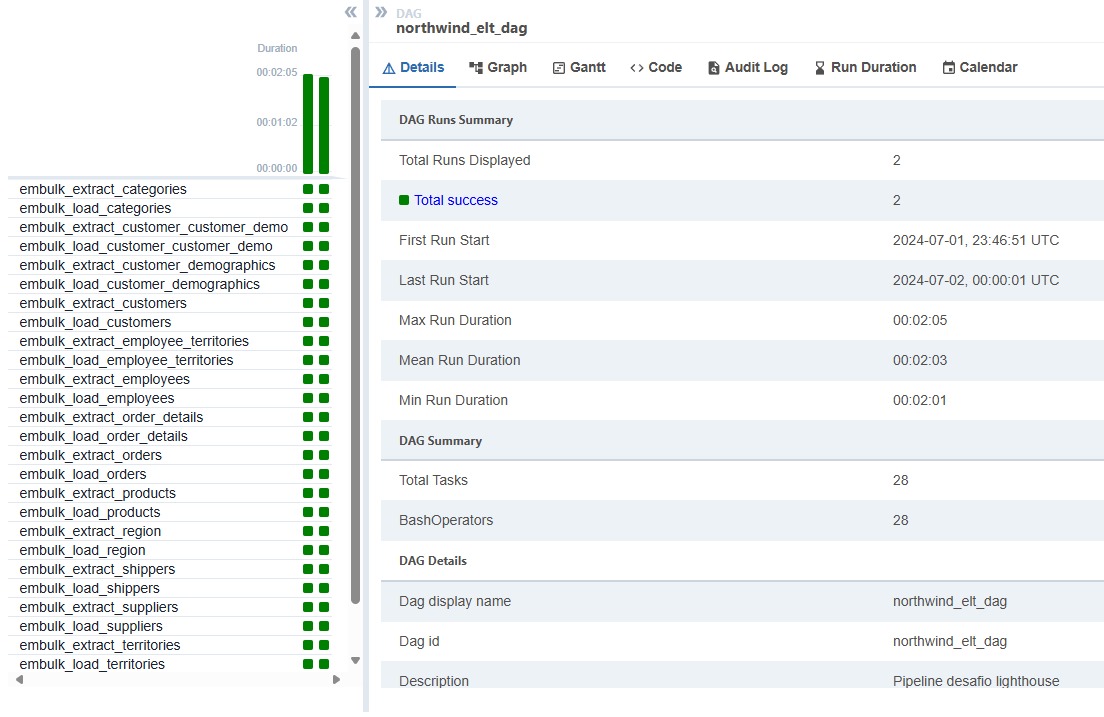 Duration
00:02:05
00:01:02
00:00:00
embulk_extract_categories
embulk_load_categories
embulk_extract_customer_customer_demo
embulk_load_customer_customer_demo
embulk_extract_customer_demographics
embulk_load_customer_demographics
embulk_extract_customers
embulk_load_customers
embulk_extract_employee_territories
embulk_load_employee_territories
embulk_extract_employees
embulk_load_employees
embulk_extract_order_details
embulk_load_order_details
embulk_extract_orders
embulk_load_orders
embulk_extract_products
embulk_load_products
embulk_extract_region
embulk_load_region
embulk_extract_shippers
embulk_load_shippers
embulk_extract_suppliers
embulk_load_suppliers
embulk_extract_territories
embulk_load_territories
DAG
northwind_elt_dag
Details Graph Gantt Code Audit Log Run Duration Calendar
DAG Runs Summary
Total Runs Displayed 2
Total success 2
First Run Start 2024-07-01, 23:46:51 UTC
Last Run Start 2024-07-02, 00:00:01 UTC
Max Run Duration 00:02:05
Mean Run Duration 00:02:03
Min Run Duration 00:02:01
DAG Summary
Total Tasks 28
BashOperators 28
DAG Details
Dag display name northwind_elt_dag
Dag id northwind_elt_dag
Description Pipeline desafio lighthouse